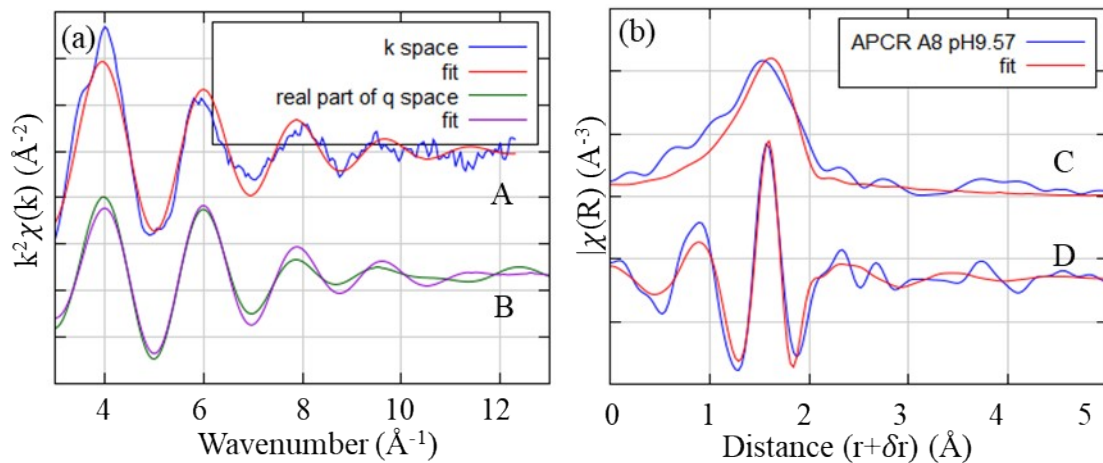 (a)
k space
fit
real part of q space
fit
A
B
k²χ(k) (Å⁻²)
4 6 8 10 12
Wavenumber (Å⁻¹)
(b)
APCR A8 pH9.57
fit
C
D
|χ(R) (A⁻³)
0 1 2 3 4 5
Distance (r+δr) (Å)